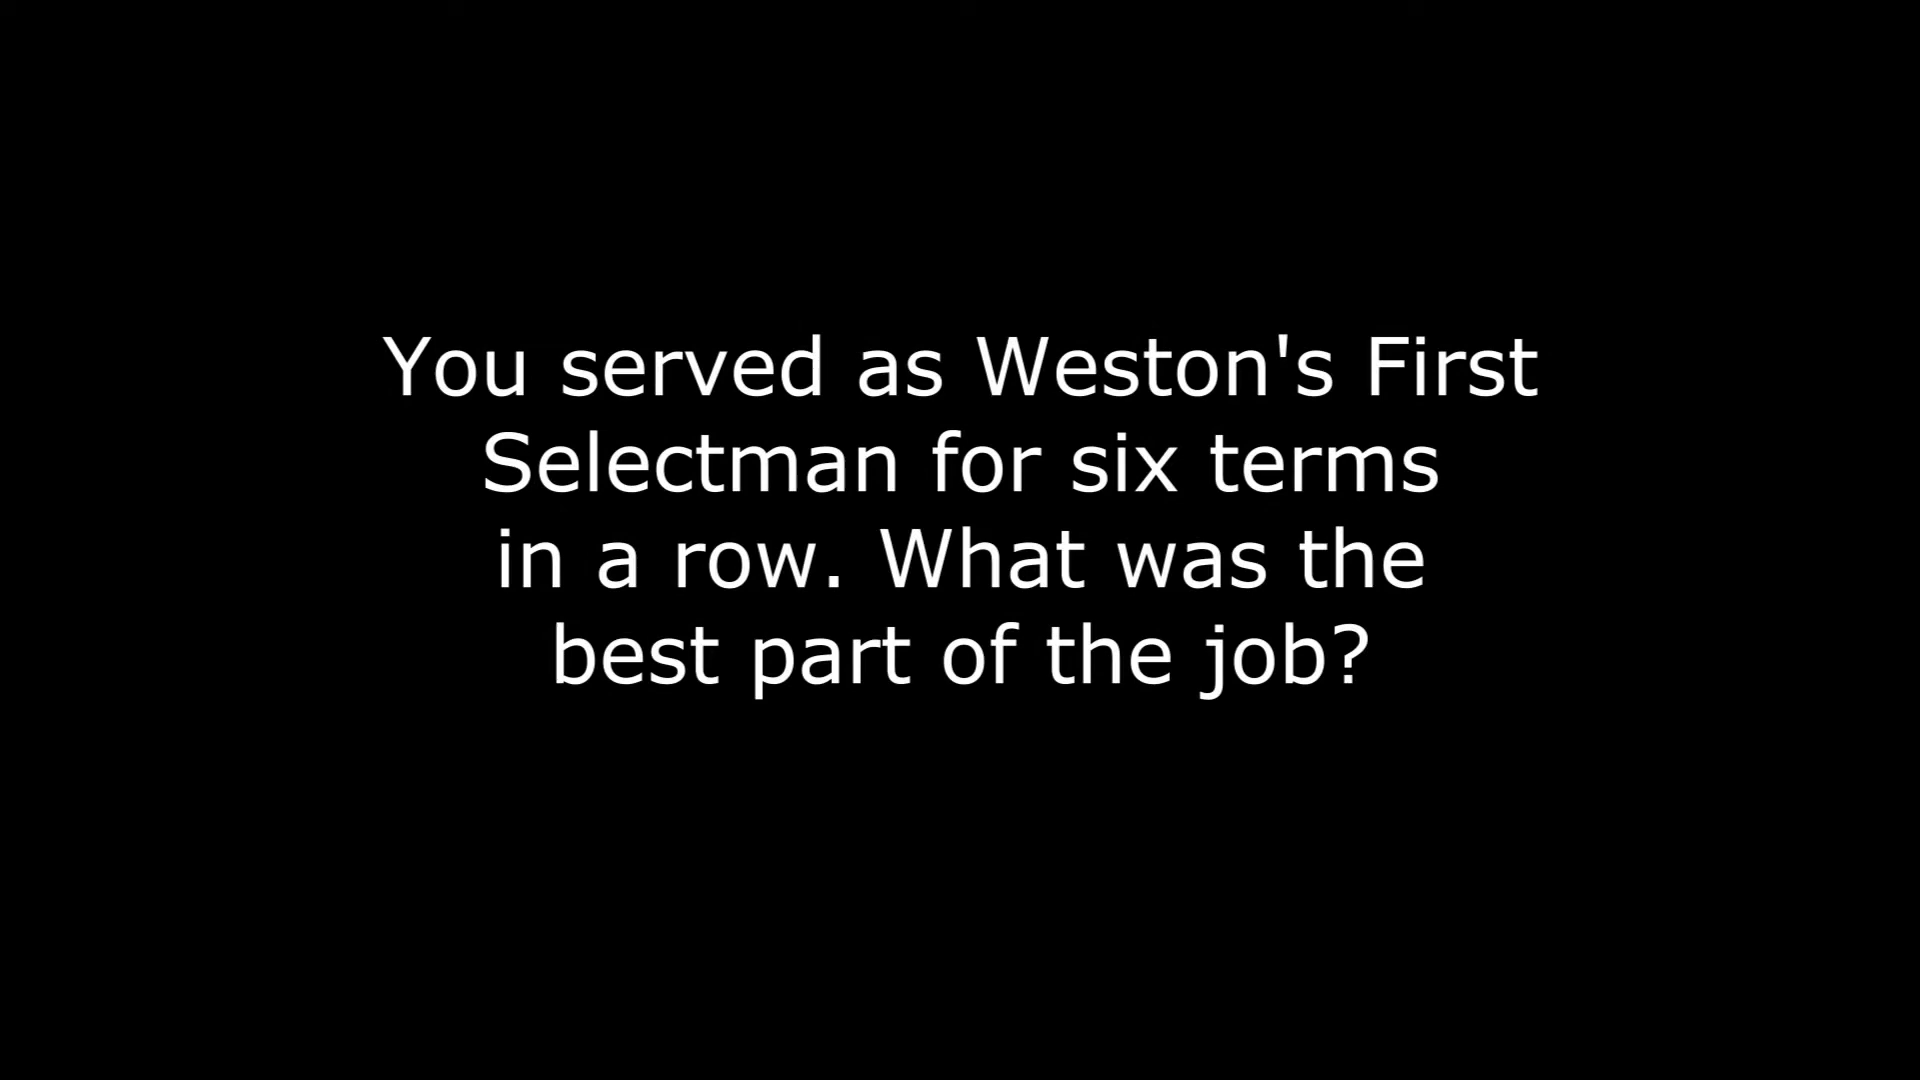 You served as Weston's First
Selectman for six terms
in a row. What was the
best part of the job?